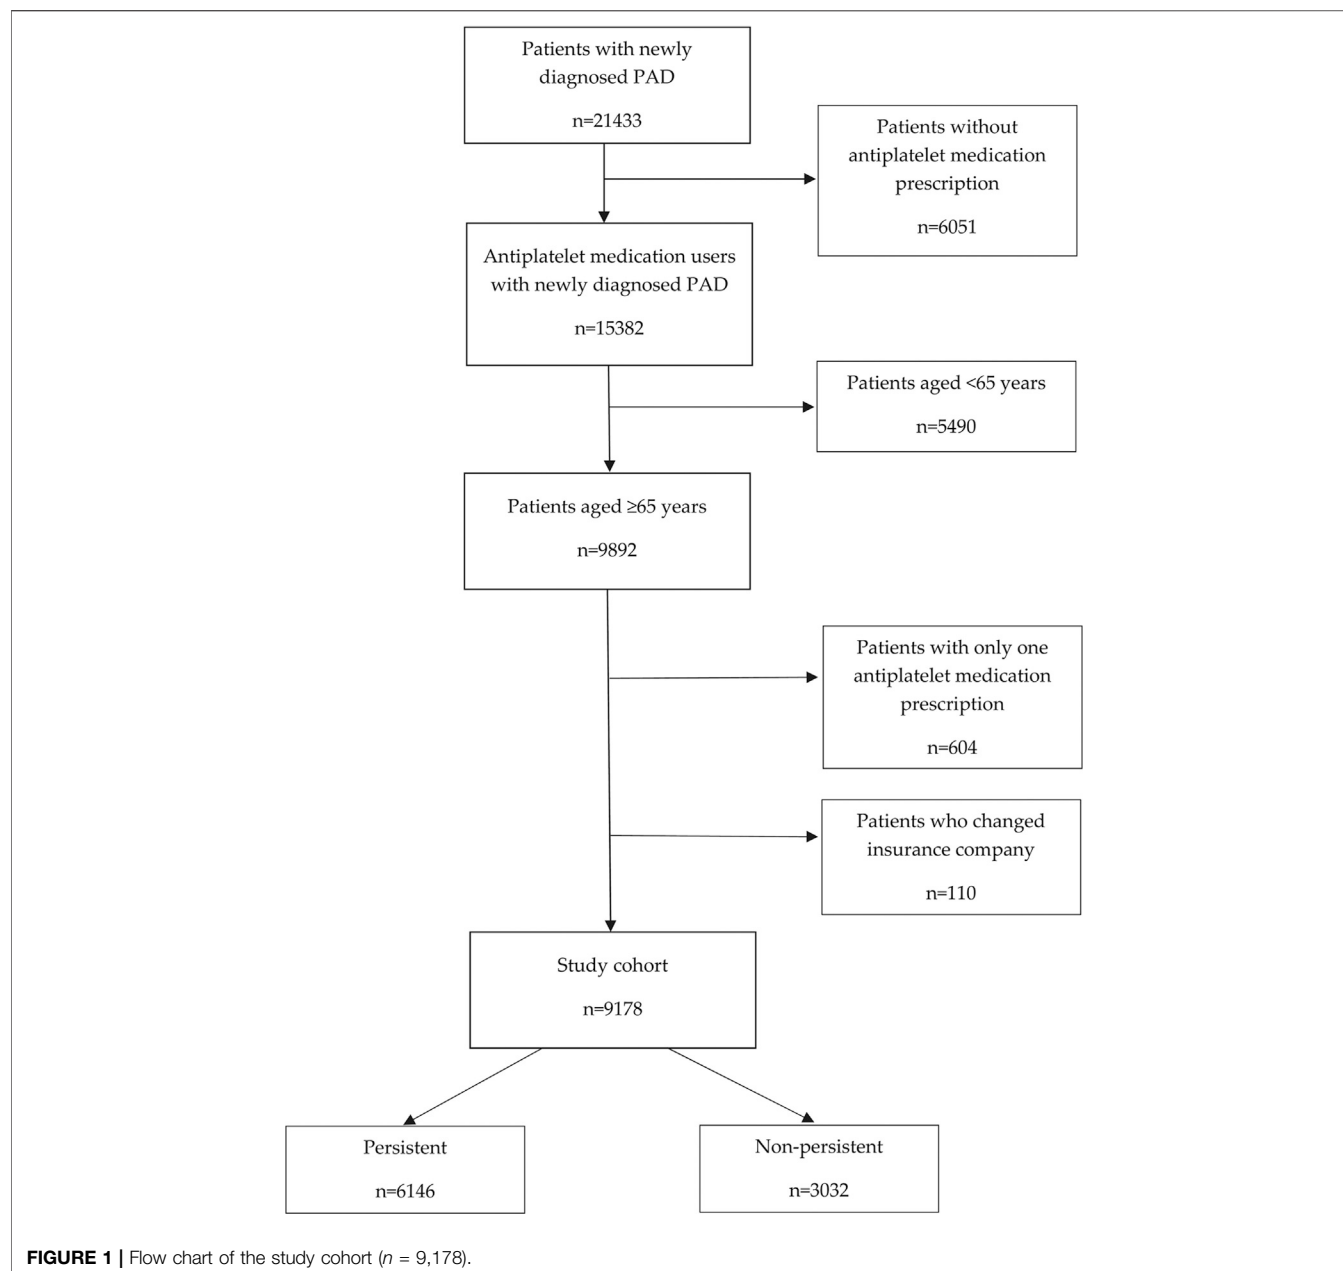 Patients with newly
diagnosed PAD
n=21433
Patients without
antiplatelet medication
prescription
n=6051
Antiplatelet medication users
with newly diagnosed PAD
n=15382
Patients aged <65 years
n=5490
Patients aged ≥65 years
n=9892
Patients with only one
antiplatelet medication
prescription
n=604
Patients who changed
insurance company
n=110
Study cohort
n=9178
Persistent
n=6146
Non-persistent
n=3032
FIGURE 1 | Flow chart of the study cohort (n = 9,178).